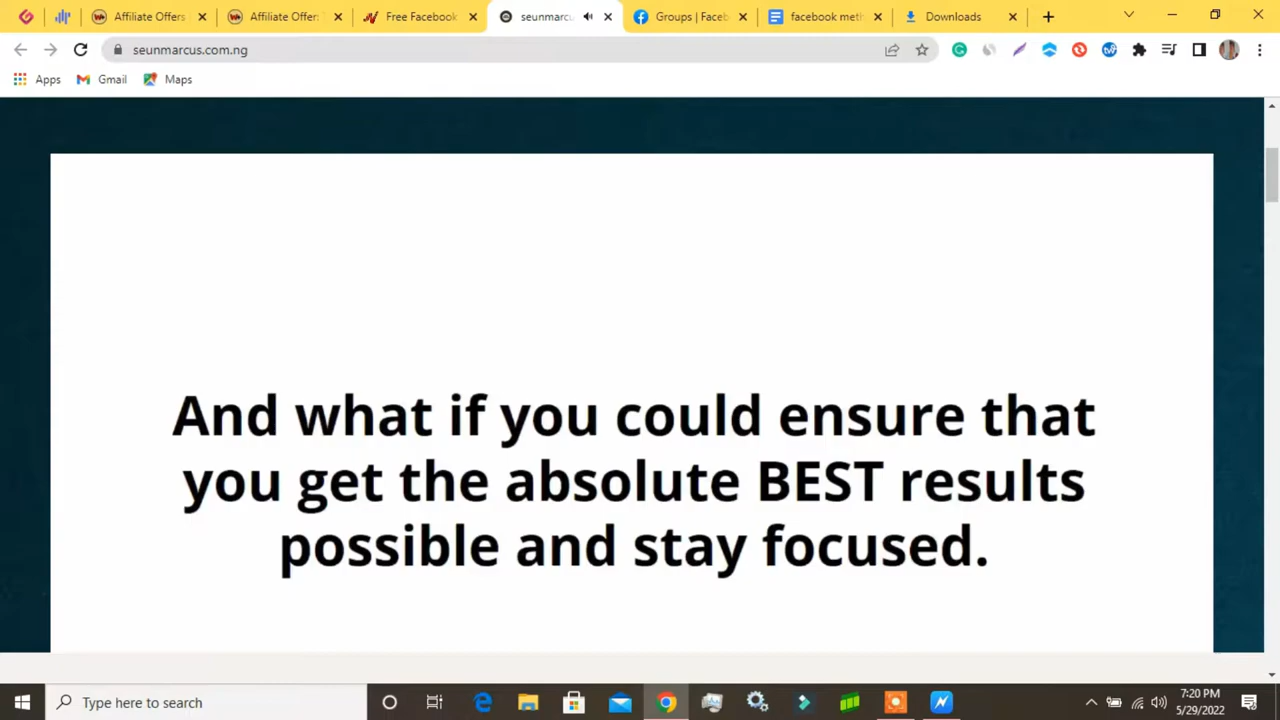 Affiliate Offers
Affiliate Offer:
Free Facebook
seunmarcu
Groups | Faceb
facebook meth
Downloads
seunmarcus.com.ng
Apps
Gmail
Maps
And what if you could ensure that
you get the absolute BEST results
possible and stay focused.
Type here to search
7:20 PM
5/29/2022